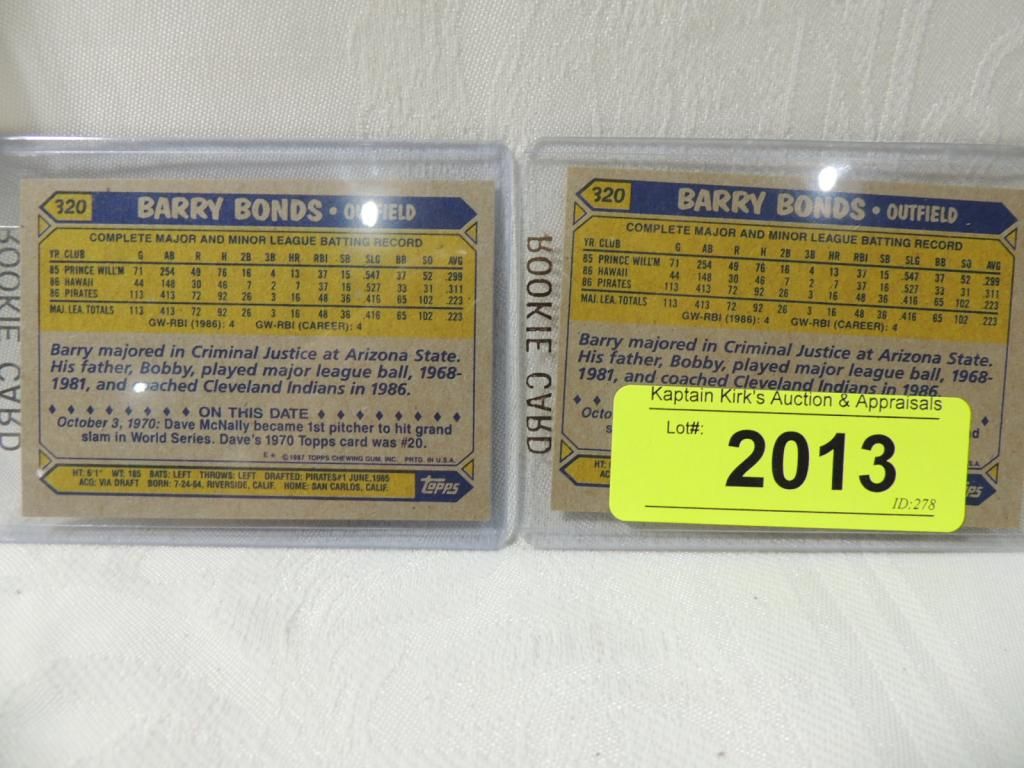 ROOKIE CARD
320 BARRY BONDS • OUTFIELD
COMPLETE MAJOR AND MINOR LEAGUE BATTING RECORD
YR CLUB G AB R H 2B 3B HR RBI SB SLG BB SO AVG
85 PRINCE WILL'M 71 254 49 76 16 4 13 37 15 .547 37 52 .299
86 HAWAII 44 148 30 46 7 2 7 37 16 .527 33 31 .311
86 PIRATES 113 413 72 92 26 3 16 48 36 .416 65 102 .223
MAJ. LEA. TOTALS 113 413 72 92 26 3 16 48 36 .416 65 102 .223
GW-RBI (1986): 4 GW-RBI (CAREER): 4
Barry majored in Criminal Justice at Arizona State.
His father, Bobby, played major league ball, 1968-
1981, and coached Cleveland Indians in 1986.
ON THIS DATE
October 3, 1970: Dave McNally became 1st pitcher to hit grand
slam in World Series. Dave's 1970 Topps card was #20.
E* © 1987 TOPPS CHEWING GUM, INC. PRTD. IN U.S.A.
HT: 6'1" WT: 185 BATS: LEFT THROWS: LEFT DRAFTED: PIRATES#1 JUNE, 1985
ACQ: VIA DRAFT BORN: 7-24-64, RIVERSIDE, CALIF. HOME: SAN CARLOS, CALIF.
Topps
ROOKIE CARD
320 BARRY BONDS • OUTFIELD
COMPLETE MAJOR AND MINOR LEAGUE BATTING RECORD
YR CLUB G AB R H 2B 3B HR RBI SB SLG BB SO AVG
85 PRINCE WILL'M 71 254 49 76 16 4 13 37 15 .547 37 52 .299
86 HAWAII 44 148 30 46 7 2 7 37 16 .527 33 31 .311
86 PIRATES 113 413 72 92 26 3 16 48 36 .416 65 102 .223
MAJ. LEA. TOTALS 113 413 72 92 26 3 16 48 36 .416 65 102 .223
GW-RBI (1986): 4 GW-RBI (CAREER): 4
Barry majored in Criminal Justice at Arizona State.
His father, Bobby, played major league ball, 1968-
1981, and coached Cleveland Indians in 1986.
Kaptain Kirk's Auction & Appraisals
Lot#: 2013
ID:278